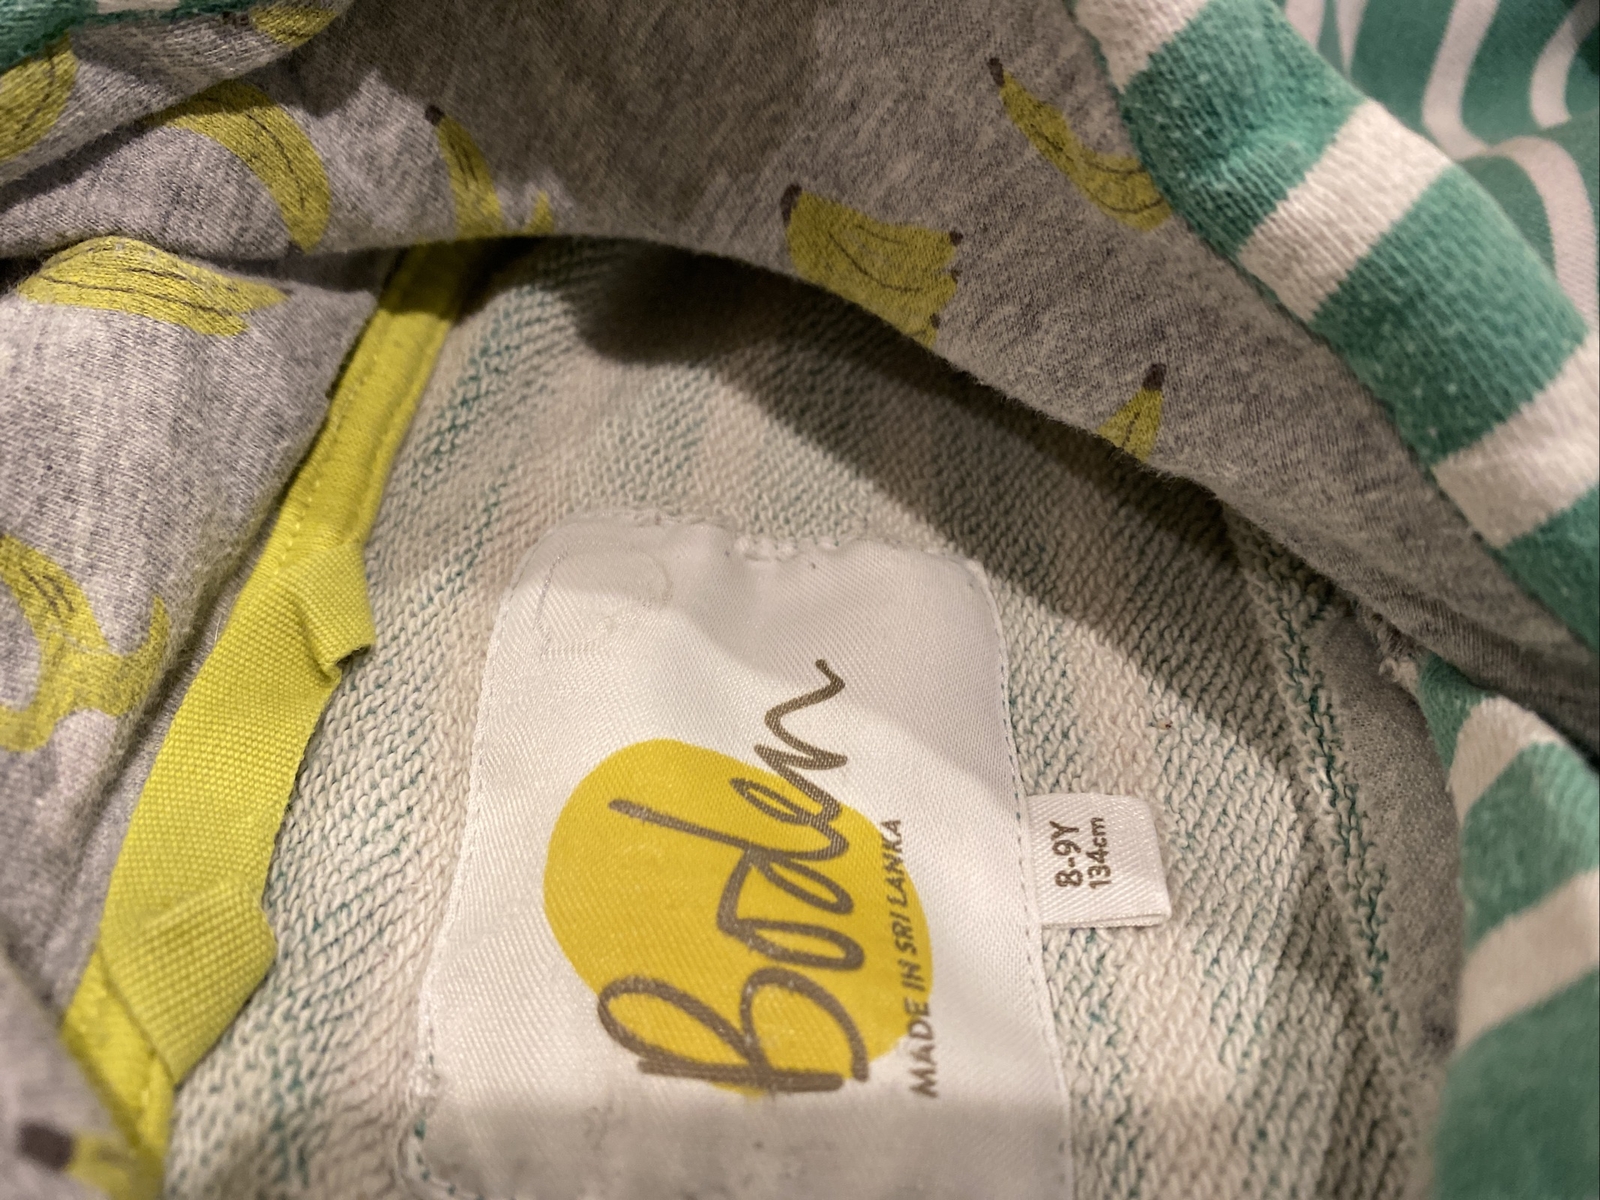 Boden
MADE IN SRI LANKA
8-9Y
134cm